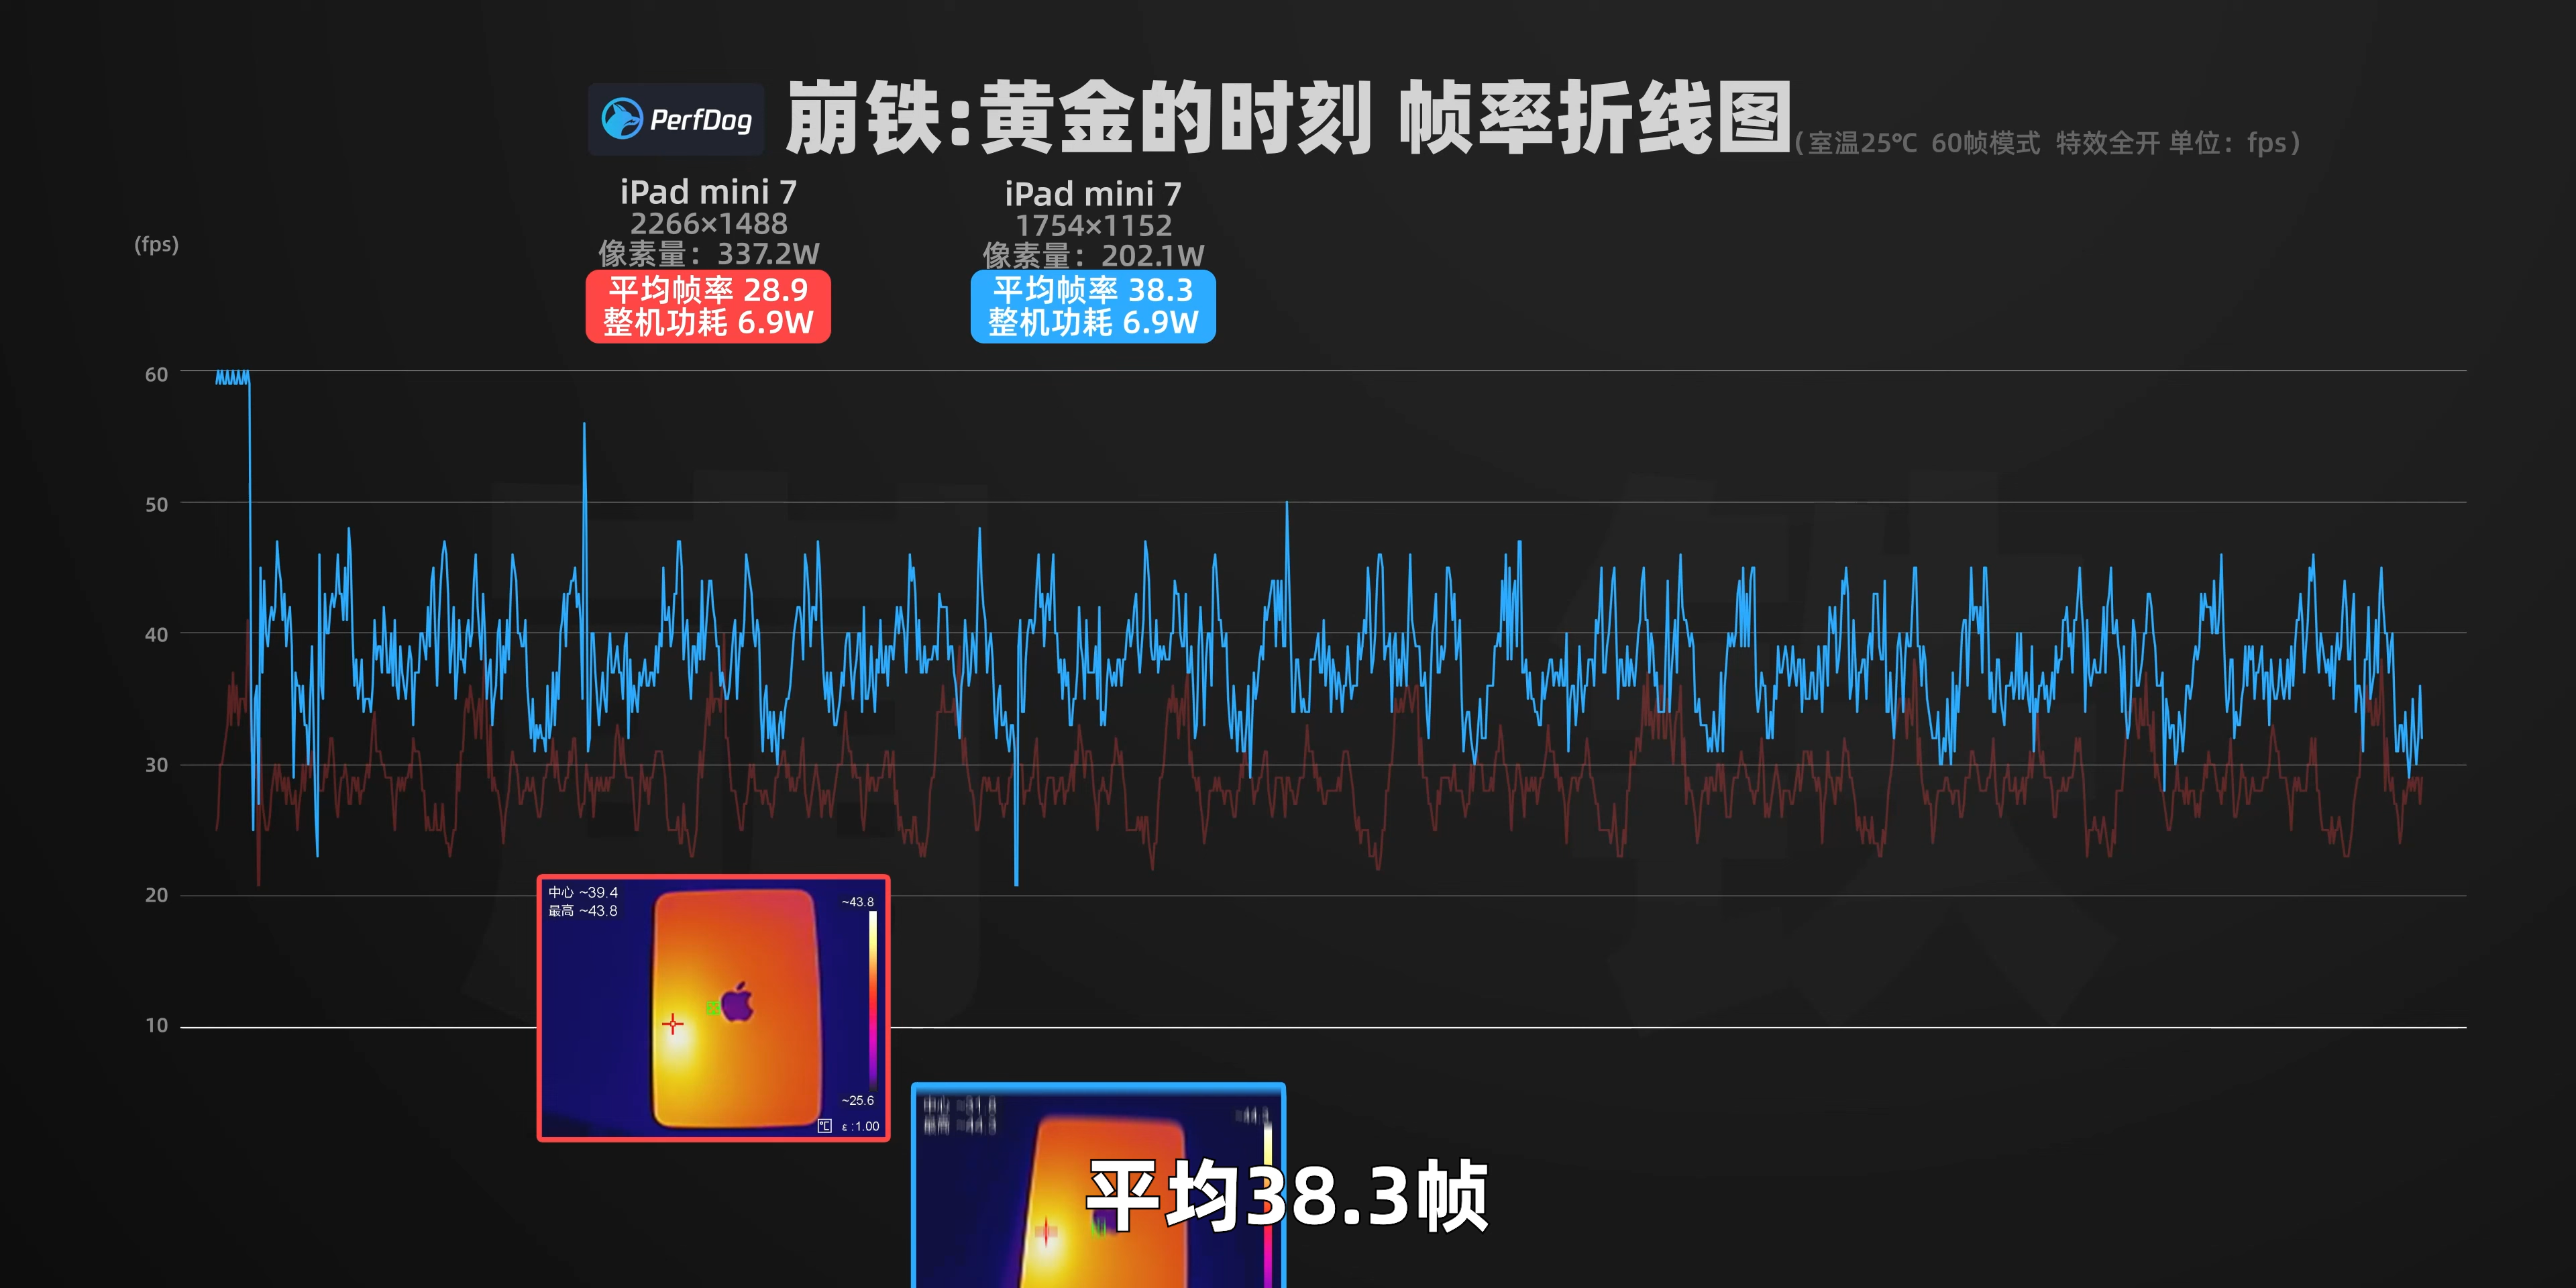 PerfDog
崩铁:黄金的时刻 帧率折线图(室温25℃ 60帧模式 特效全开 单位：fps)
iPad mini 7
2266×1488
像素量：337.2W
平均帧率 28.9
整机功耗 6.9W
iPad mini 7
1754×1152
像素量：202.1W
平均帧率 38.3
整机功耗 6.9W
(fps)
60
50
40
30
20
10
中心 ~39.4
最高 ~43.8
~43.8
~25.6
℃ ε:1.00
平均38.3帧